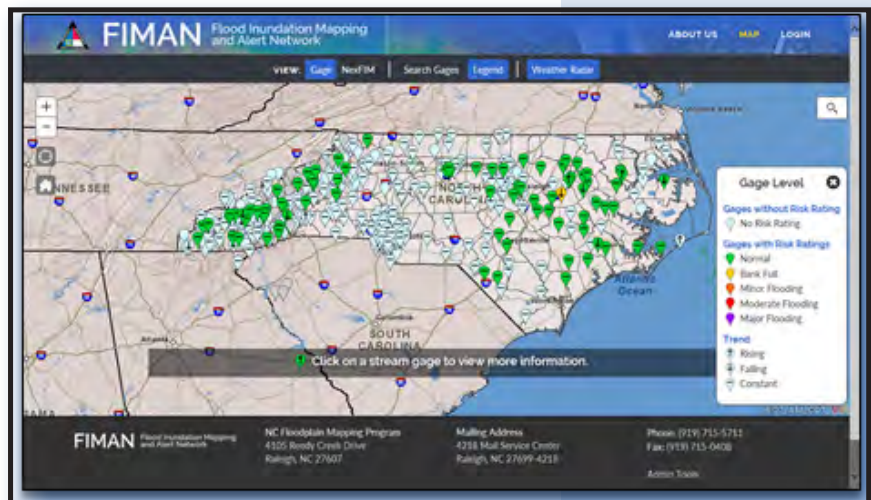 FIMAN Flood Inundation Mapping
and Alert Network
ABOUT US MAP LOGIN
VIEW: Gage NexFIM | Search Gages Legend | Weather Radar
+
−
Gage Level
Gages without Risk Rating
No Risk Rating
Gages with Risk Ratings
Normal
Bank Full
Minor Flooding
Moderate Flooding
Major Flooding
Trend
Rising
Falling
Constant
Atlanta
Columbia
SOUTH
CAROLINA
Atlantic
Ocean
Click on a stream gage to view more information.
FIMAN Flood Inundation Mapping
and Alert Network
NC Floodplain Mapping Program
4105 Reedy Creek Drive
Raleigh, NC 27607
Mailing Address
4218 Mail Service Center
Raleigh, NC 27699-4218
Phone: (919) 715-5711
Fax: (919) 715-0408
Admin Tools